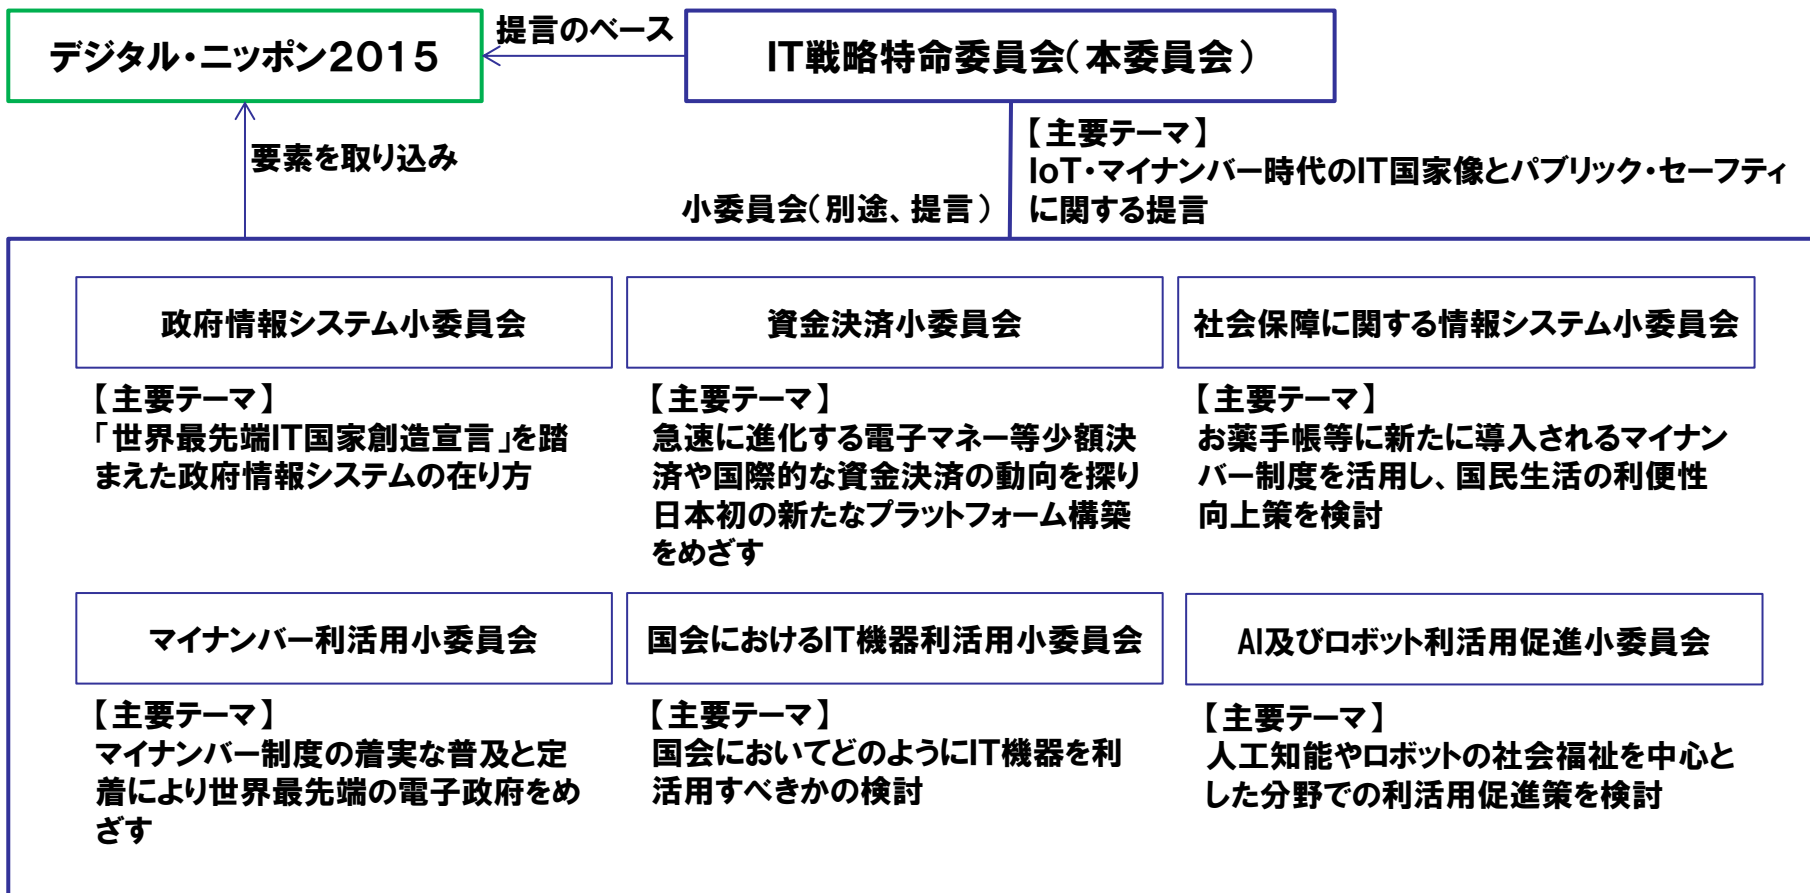 デジタル・ニッポン2015
提言のベース
IT戦略特命委員会(本委員会)
要素を取り込み
【主要テーマ】
IoT・マイナンバー時代のIT国家像とパブリック・セーフティ
に関する提言
小委員会(別途、提言)
政府情報システム小委員会
【主要テーマ】
「世界最先端IT国家創造宣言」を踏
まえた政府情報システムの在り方
資金決済小委員会
【主要テーマ】
急速に進化する電子マネー等少額決
済や国際的な資金決済の動向を探り
日本初の新たなプラットフォーム構築
をめざす
社会保障に関する情報システム小委員会
【主要テーマ】
お薬手帳等に新たに導入されるマイナン
バー制度を活用し、国民生活の利便性
向上策を検討
マイナンバー利活用小委員会
【主要テーマ】
マイナンバー制度の着実な普及と定
着により世界最先端の電子政府をめ
ざす
国会におけるIT機器利活用小委員会
【主要テーマ】
国会においてどのようにIT機器を利
活用すべきかの検討
AI及びロボット利活用促進小委員会
【主要テーマ】
人工知能やロボットの社会福祉を中心と
した分野での利活用促進策を検討